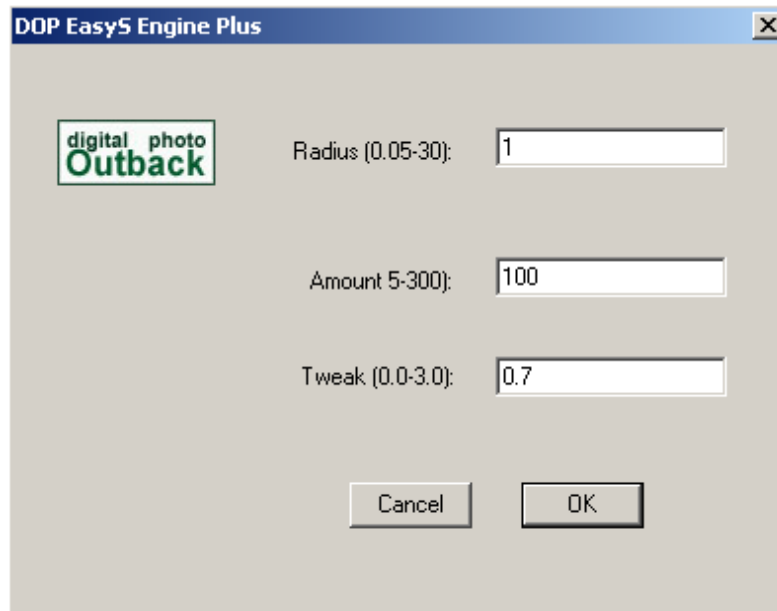 DOP EasyS Engine Plus
digital photo
Outback
Radius (0.05-30):
1
Amount 5-300):
100
Tweak (0.0-3.0):
0.7
Cancel
OK